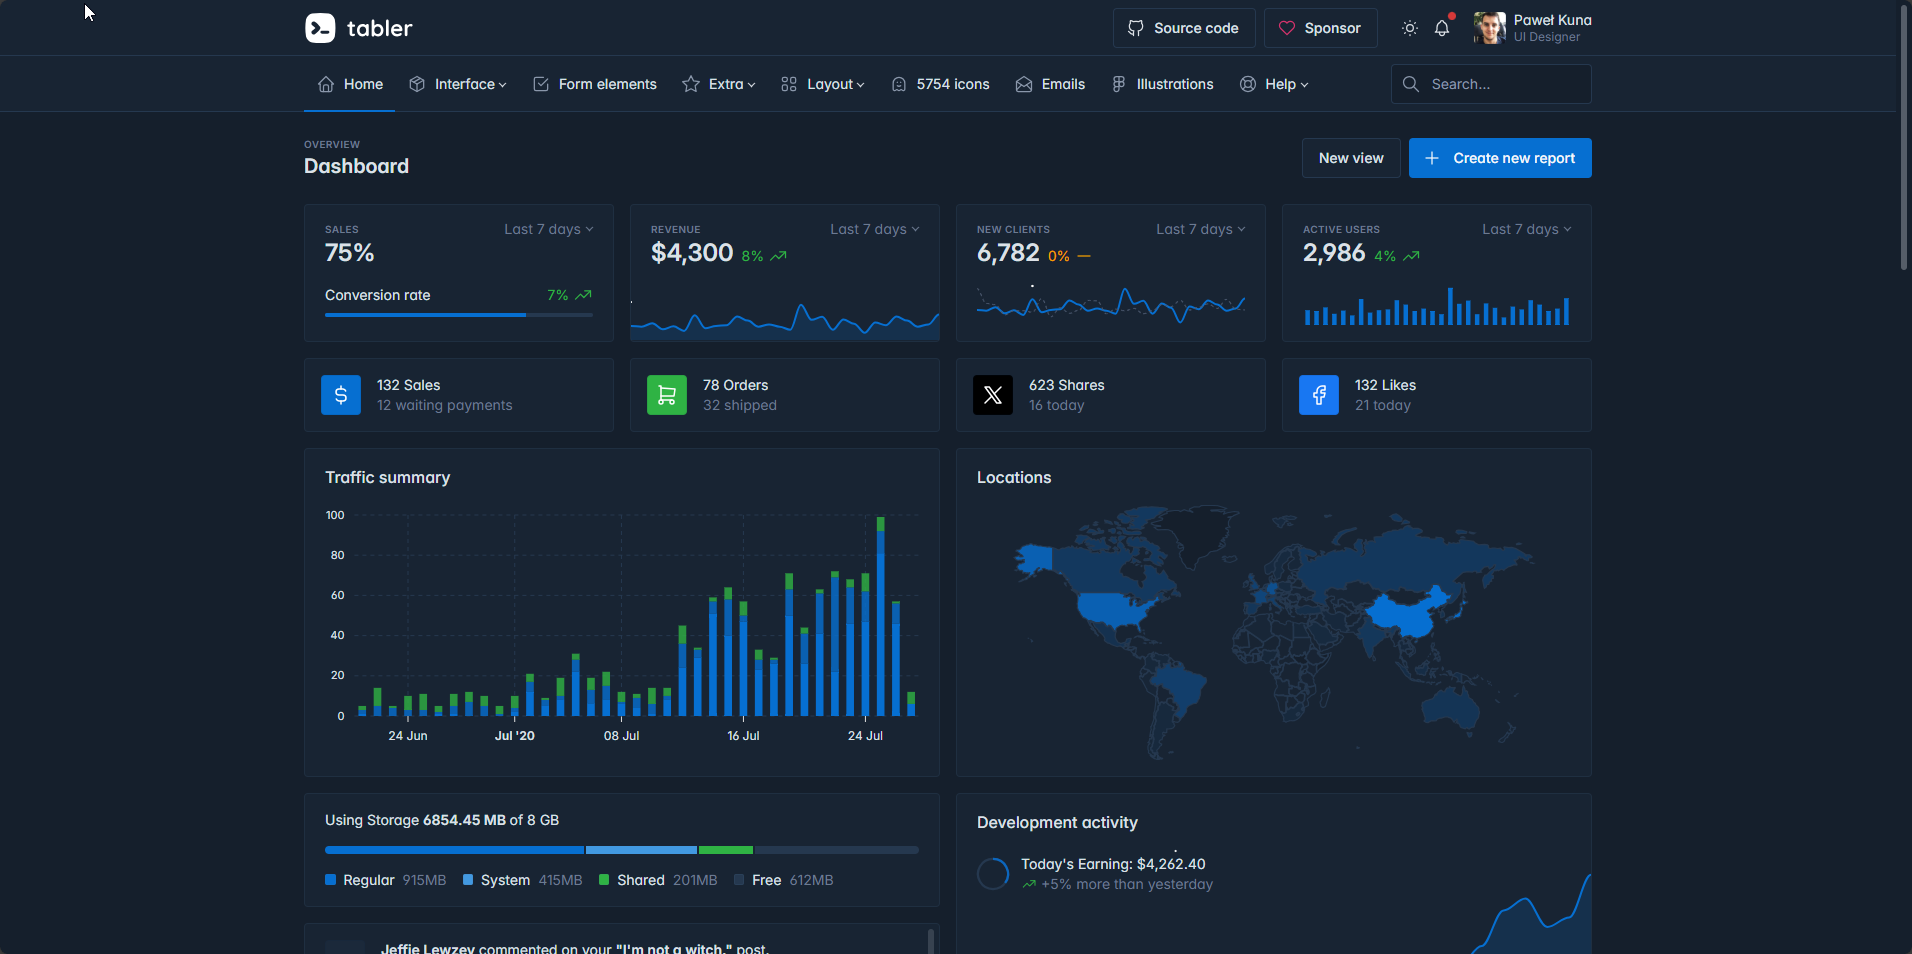 tabler
Source code
Sponsor
Paweł Kuna
UI Designer
Home
Interface
Form elements
Extra
Layout
5754 icons
Emails
Illustrations
Help
Search...
OVERVIEW
Dashboard
New view
Create new report
SALES
Last 7 days
75%
Conversion rate
7%
REVENUE
Last 7 days
$4,300 8%
NEW CLIENTS
Last 7 days
6,782 0%
ACTIVE USERS
Last 7 days
2,986 4%
132 Sales
12 waiting payments
78 Orders
32 shipped
623 Shares
16 today
132 Likes
21 today
Traffic summary
100
80
60
40
20
0
24 Jun
Jul '20
08 Jul
16 Jul
24 Jul
Locations
Using Storage 6854.45 MB of 8 GB
Regular 915MB
System 415MB
Shared 201MB
Free 612MB
Development activity
Today's Earning: $4,262.40
+5% more than yesterday
Jeffie Lewzey commented on your "I'm not a witch." post.